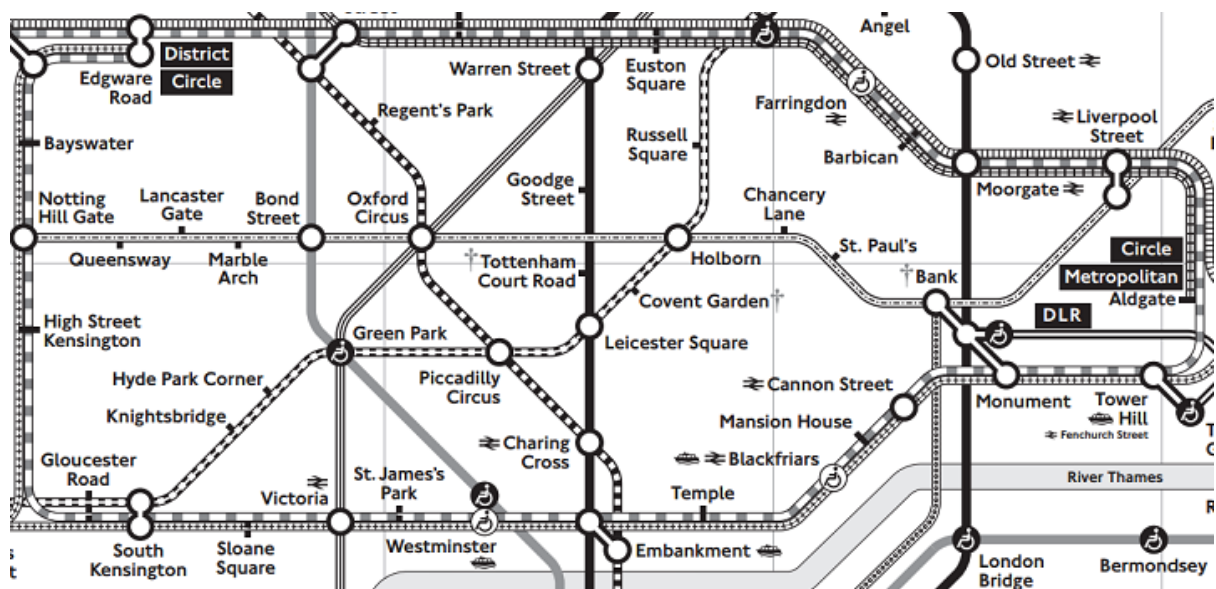 Angel
District
Circle
Edgware
Road
Warren Street
Euston
Square
Old Street
Farringdon
Liverpool
Street
Regent's Park
Russell
Square
Barbican
Bayswater
Moorgate
Notting
Hill Gate
Lancaster
Gate
Bond
Street
Oxford
Circus
Goodge
Street
Chancery
Lane
St. Paul's
Queensway
Marble
Arch
†Tottenham
Court Road
Holborn
†Bank
Circle
Metropolitan
Aldgate
Covent Garden†
DLR
High Street
Kensington
Green Park
Leicester Square
Hyde Park Corner
Piccadilly
Circus
Cannon Street
Monument
Tower
Hill
Fenchurch Street
Knightsbridge
Mansion House
Charing
Cross
Gloucester
Road
Victoria
St. James's
Park
Blackfriars
Temple
River Thames
South
Kensington
Sloane
Square
Westminster
Embankment
London
Bridge
Bermondsey